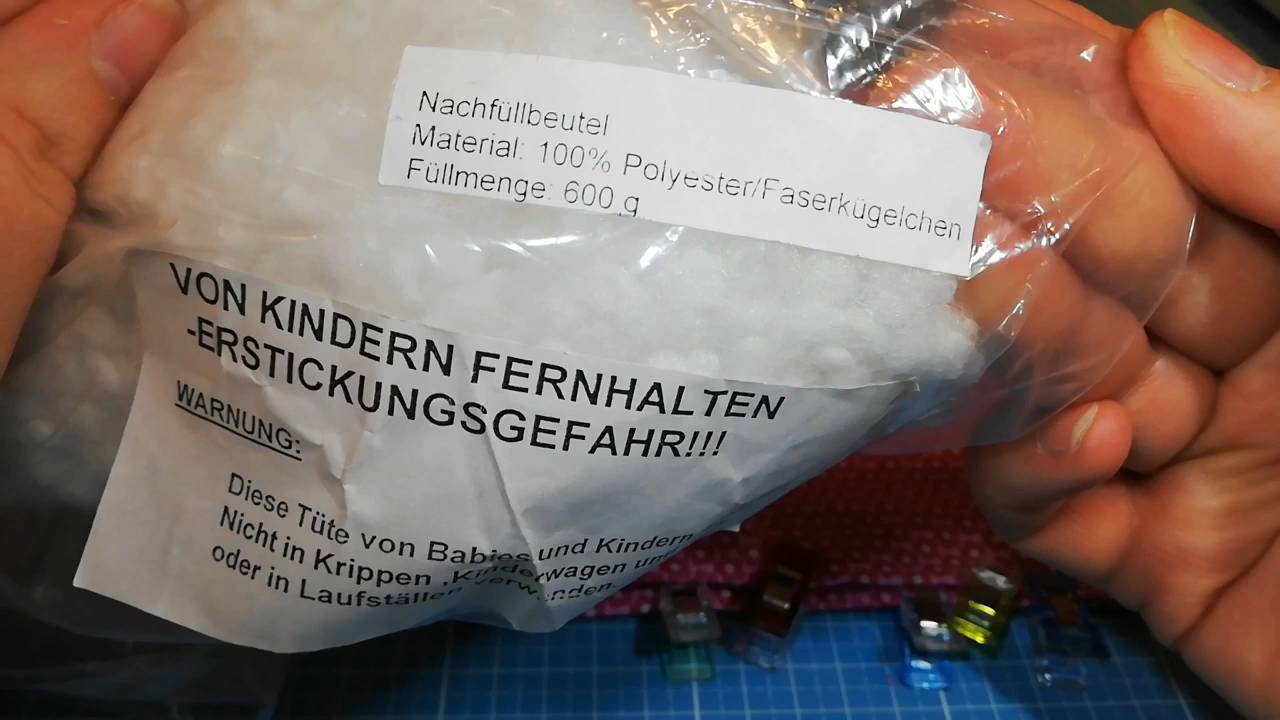 Nachfüllbeutel
Material: 100% Polyester/Faserkügelchen
Füllmenge: 600 g
VON KINDERN FERNHALTEN
-ERSTICKUNGSGEFAHR!!!
WARNUNG:
Diese Tüte von Babies und Kindern
Nicht in Krippen ,Kinderwagen und
oder in Laufställen verwenden